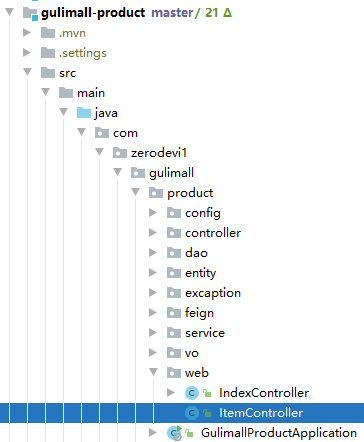 gulimall-product master / 21 Δ
.mvn
.settings
src
main
java
com
zerodevi1
gulimall
product
config
controller
dao
entity
excaption
feign
service
vo
web
IndexController
ItemController
GulimallProductApplication